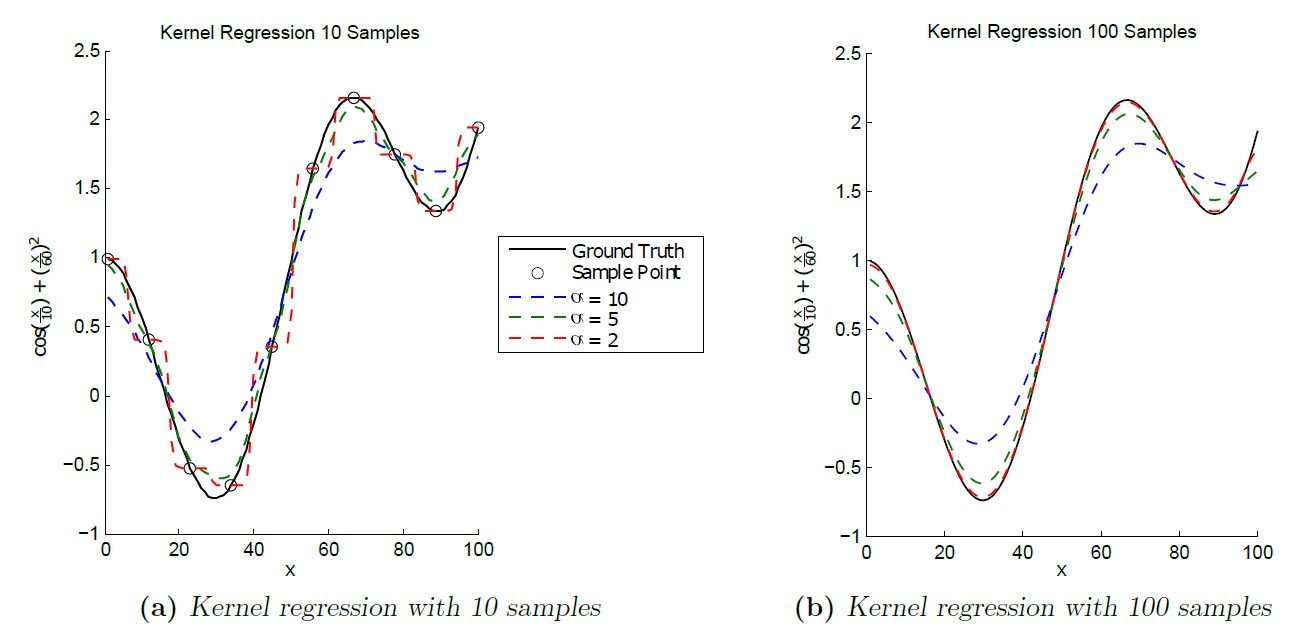 Kernel Regression 10 Samples
2.5
2
1.5
1
0.5
0
−0.5
−1
0 20 40 60 80 100
x
cos(x/10) + (x/60)²
Ground Truth
Sample Point
σ = 10
σ = 5
σ = 2
(a) Kernel regression with 10 samples
Kernel Regression 100 Samples
2.5
2
1.5
1
0.5
0
−0.5
−1
0 20 40 60 80 100
x
cos(x/10) + (x/60)²
(b) Kernel regression with 100 samples